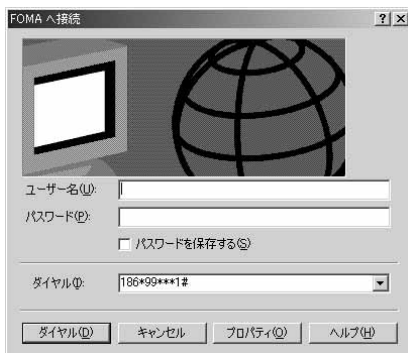 FOMA へ接続
ユーザー名(U):
パスワード(P):
パスワードを保存する(S)
ダイヤル(I): 186*99***1#
ダイヤル(D) キャンセル プロパティ(O) ヘルプ(H)